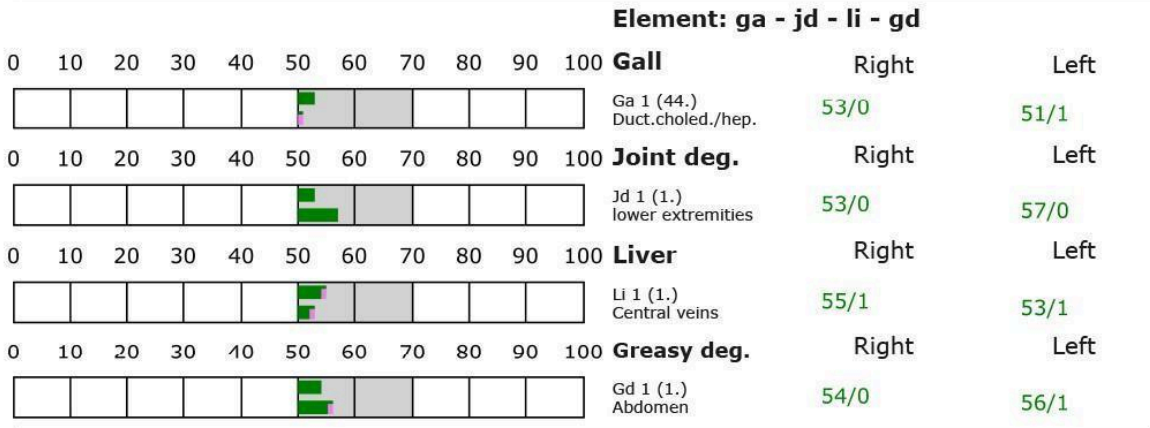 Element: ga - jd - li - gd
0 10 20 30 40 50 60 70 80 90 100 Gall Right Left
Ga 1 (44.) 53/0 51/1
Duct.choled./hep.
0 10 20 30 40 50 60 70 80 90 100 Joint deg. Right Left
Jd 1 (1.) 53/0 57/0
lower extremities
0 10 20 30 40 50 60 70 80 90 100 Liver Right Left
Li 1 (1.) 55/1 53/1
Central veins
0 10 20 30 40 50 60 70 80 90 100 Greasy deg. Right Left
Gd 1 (1.) 54/0 56/1
Abdomen